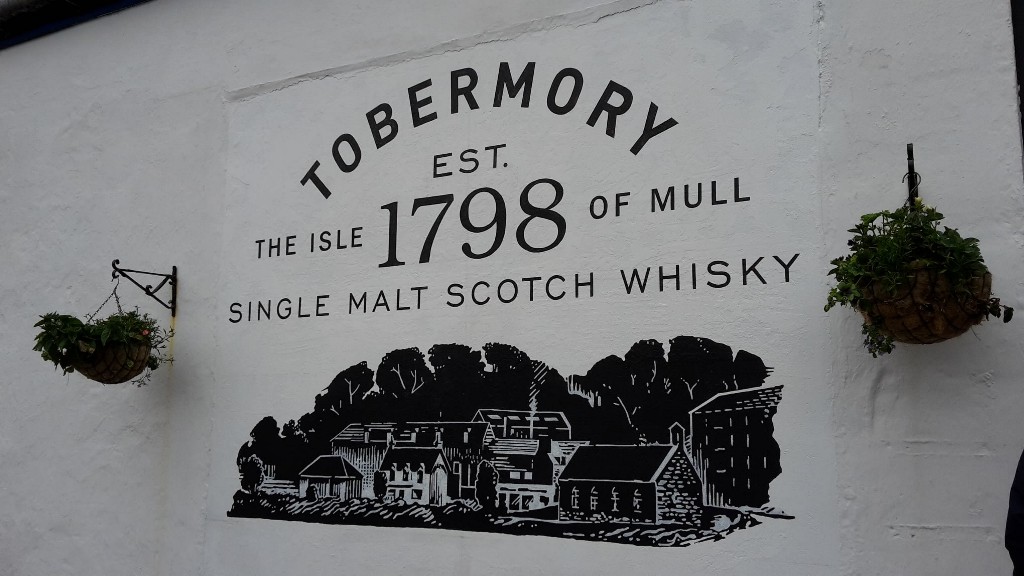 TOBERMORY
EST.
THE ISLE 1798 OF MULL
SINGLE MALT SCOTCH WHISKY